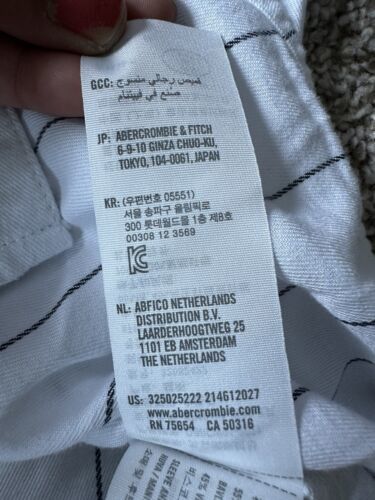 GCC: قميص رجالي منسوج
صنع في فيتنام
JP: ABERCROMBIE & FITCH
6-9-10 GINZA CHUO-KU,
TOKYO, 104-0061, JAPAN
KR: (우편번호 05551)
서울 송파구 올림픽로
300 롯데월드몰 1층 제8호
00308 12 3569
NL: ABFICO NETHERLANDS
DISTRIBUTION B.V.
LAARDERHOOGTWEG 25
1101 EB AMSTERDAM
THE NETHERLANDS
US: 325025222 214612027
www.abercrombie.com
RN 75654 CA 50316